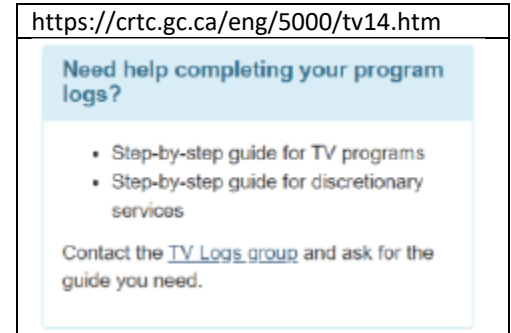 https://crtc.gc.ca/eng/5000/tv14.htm
Need help completing your program
logs?
• Step-by-step guide for TV programs
• Step-by-step guide for discretionary
services
Contact the TV Logs group and ask for the
guide you need.